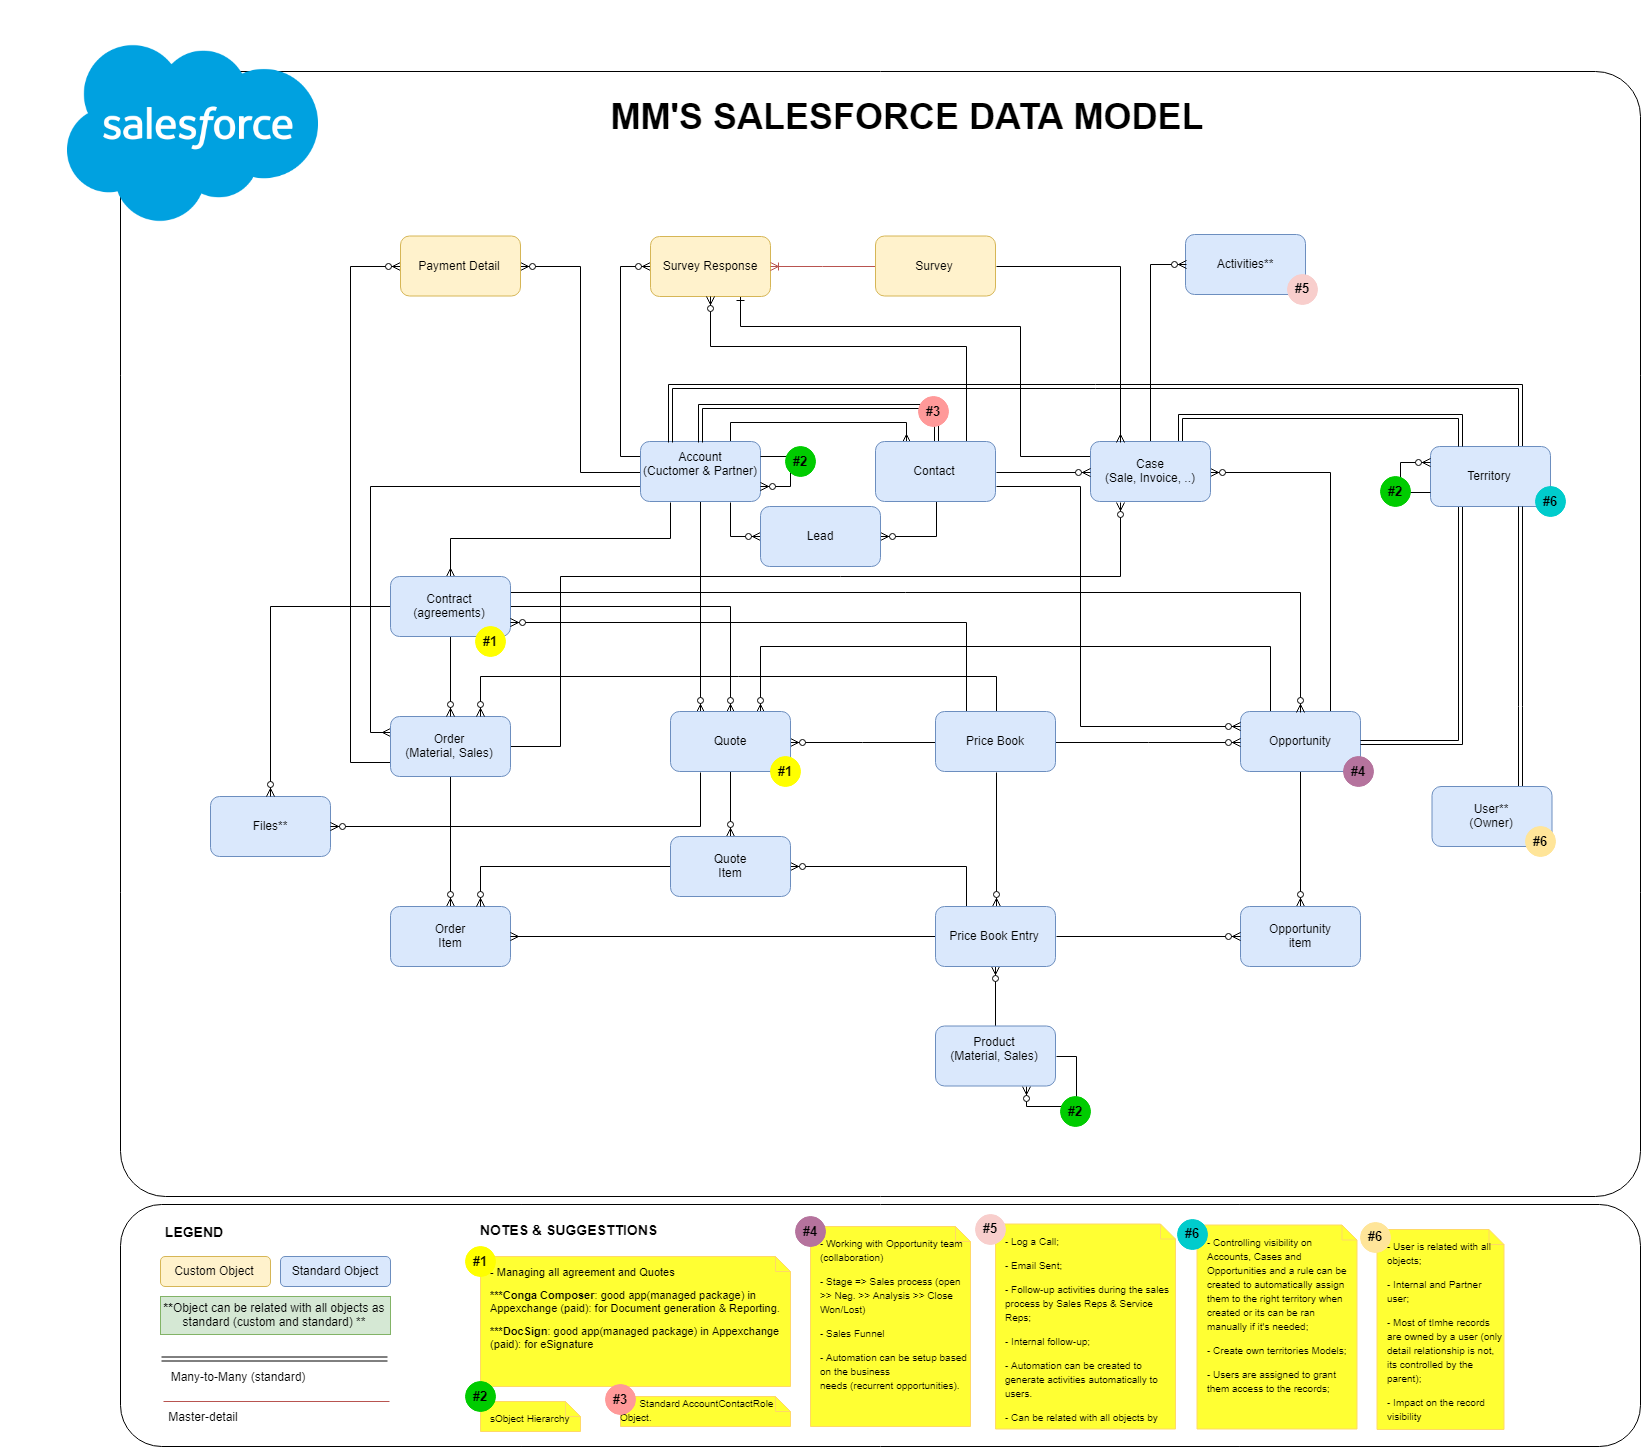 salesforce
MM'S SALESFORCE DATA MODEL
Payment Detail
Survey Response
Survey
Activities**
#5
#3
Account
(Cuctomer & Partner)
#2
Contact
Case
(Sale, Invoice, ..)
Territory
#2
#6
Lead
Contract
(agreements)
#1
Order
(Material, Sales)
Quote
#1
Price Book
Opportunity
#4
Files**
User**
(Owner)
#6
Quote
Item
Order
Item
Price Book Entry
Opportunity
item
Product
(Material, Sales)
#2
LEGEND
Custom Object
Standard Object
**Object can be related with all objects as
standard (custom and standard) **
Many-to-Many (standard)
Master-detail
NOTES & SUGGESTTIONS
#1
- Managing all agreement and Quotes
***Conga Composer: good app(managed package) in
Appexchange (paid): for Document generation & Reporting.
***DocSign: good app(managed package) in Appexchange
(paid): for eSignature
#2
sObject Hierarchy
#3
Standard AccountContactRole
Object.
#4
- Working with Opportunity team
(collaboration)
- Stage => Sales process (open
>> Neg. >> Analysis >> Close
Won/Lost)
- Sales Funnel
- Automation can be setup based
on the business
needs (recurrent opportunities).
#5
- Log a Call;
- Email Sent;
- Follow-up activities during the sales
process by Sales Reps & Service
Reps;
- Internal follow-up;
- Automation can be created to
generate activities automatically to
users.
- Can be related with all objects by
#6
- Controlling visibility on
Accounts, Cases and
Opportunities and a rule can be
created to automatically assign
them to the right territory when
created or its can be ran
manually if it's needed;
- Create own territories Models;
- Users are assigned to grant
them access to the records;
#6
- User is related with all
objects;
- Internal and Partner
user;
- Most of tlmhe records
are owned by a user (only
detail relationship is not,
its controlled by the
parent);
- Impact on the record
visibility